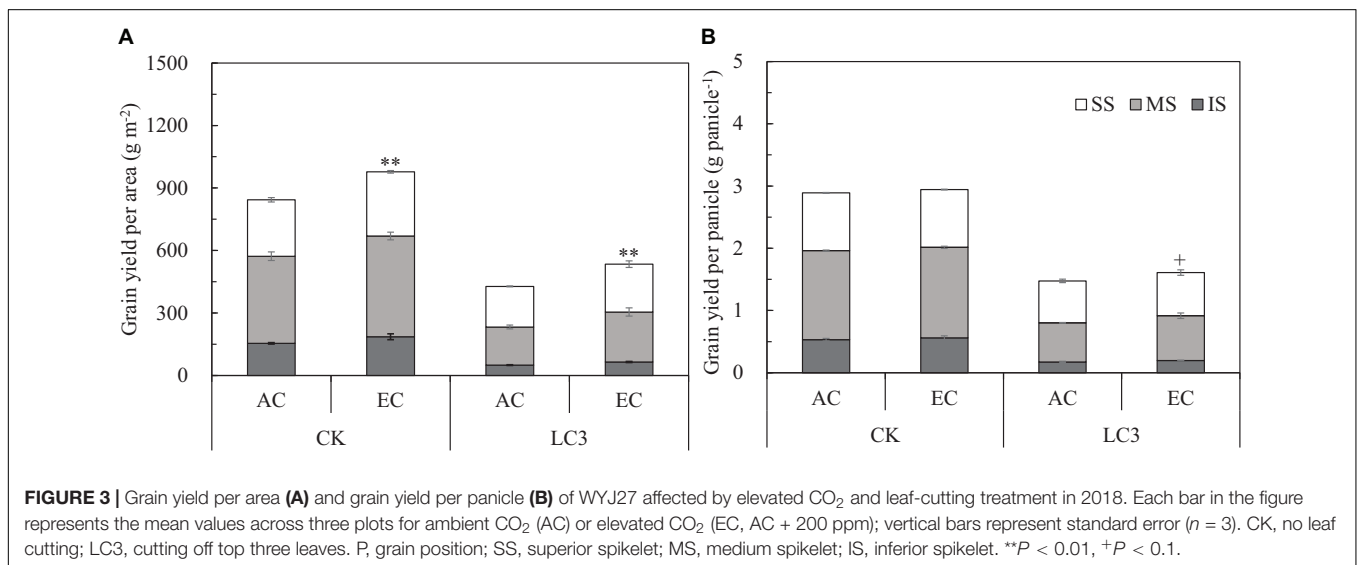 A
1500
1200
900
600
300
0
Grain yield per area (g m-2)
**
**
AC
EC
AC
EC
CK
LC3
B
5
4
3
2
1
0
Grain yield per panicle (g panicle-1)
SS MS IS
+
AC
EC
AC
EC
CK
LC3
FIGURE 3 | Grain yield per area (A) and grain yield per panicle (B) of WYJ27 affected by elevated CO2 and leaf-cutting treatment in 2018. Each bar in the figure
represents the mean values across three plots for ambient CO2 (AC) or elevated CO2 (EC, AC + 200 ppm); vertical bars represent standard error (n = 3). CK, no leaf
cutting; LC3, cutting off top three leaves. P, grain position; SS, superior spikelet; MS, medium spikelet; IS, inferior spikelet. **P < 0.01, +P < 0.1.